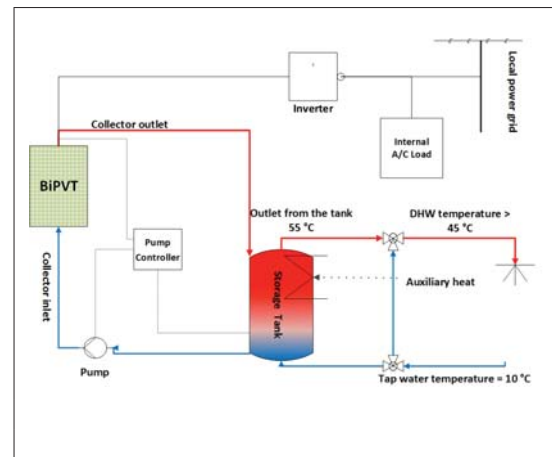 Local power grid
Inverter
Collector outlet
Internal
A/C Load
BiPVT
Outlet from the tank
55 °C
DHW temperature >
45 °C
Pump
Controller
Storage Tank
Auxiliary heat
Collector inlet
Pump
Tap water temperature = 10 °C